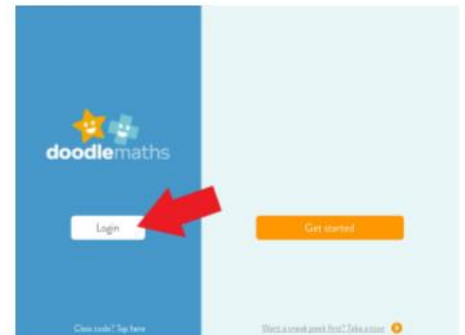 doodlemaths
Login
Get started
Class code? Tap here
Want a sneak peek first? Take a tour